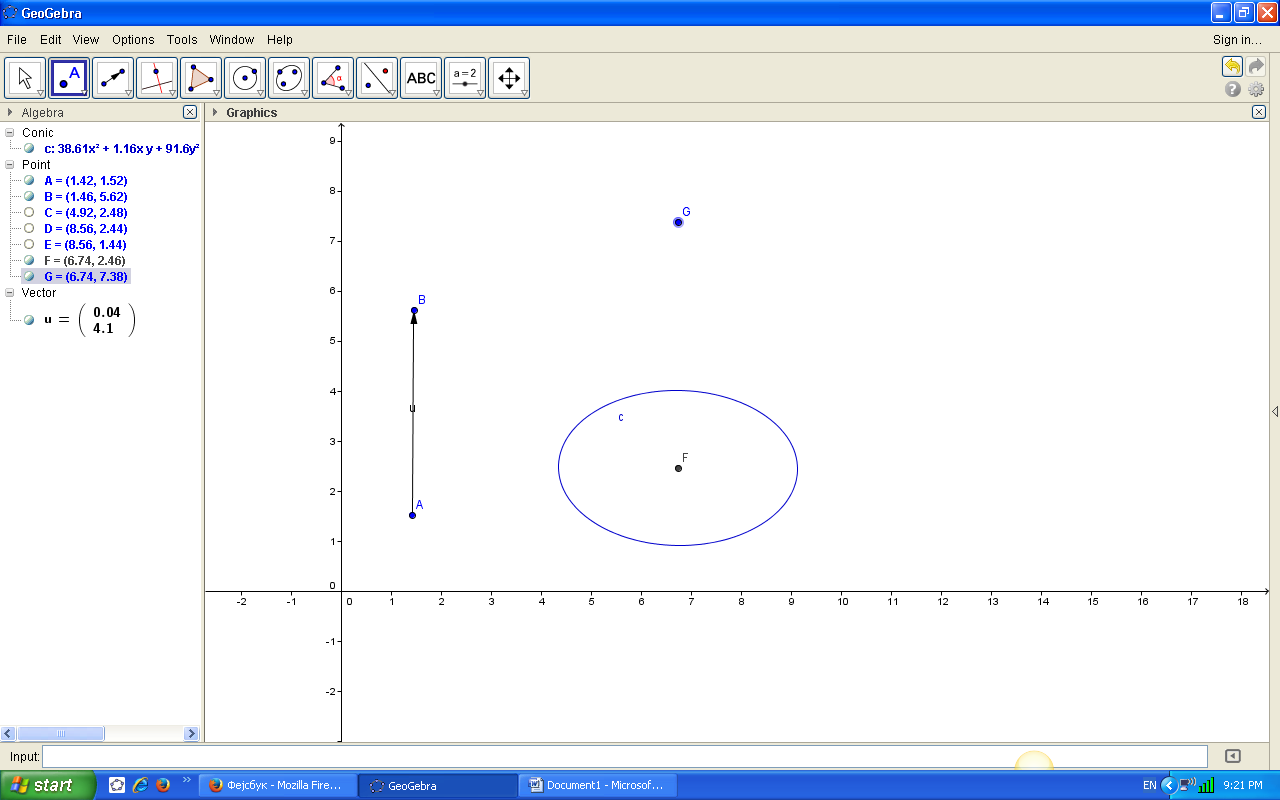 GeoGebra
File Edit View Options Tools Window Help Sign in...
A α ABC a=2
Algebra
Graphics
Conic
c: 38.61x² + 1.16x y + 91.6y²
Point
A = (1.42, 1.52)
B = (1.46, 5.62)
C = (4.92, 2.48)
D = (8.56, 2.44)
E = (8.56, 1.44)
F = (6.74, 2.46)
G = (6.74, 7.38)
Vector
u = ( 0.04
4.1 )
9
8
G
7
6
B
5
4
u
c
3
F
2
A
1
0
-2 -1 0 1 2 3 4 5 6 7 8 9 10 11 12 13 14 15 16 17 18
-1
-2
Input:
start
Фејсбук - Mozilla Fire...
GeoGebra
Document1 - Microsof...
EN
9:21 PM